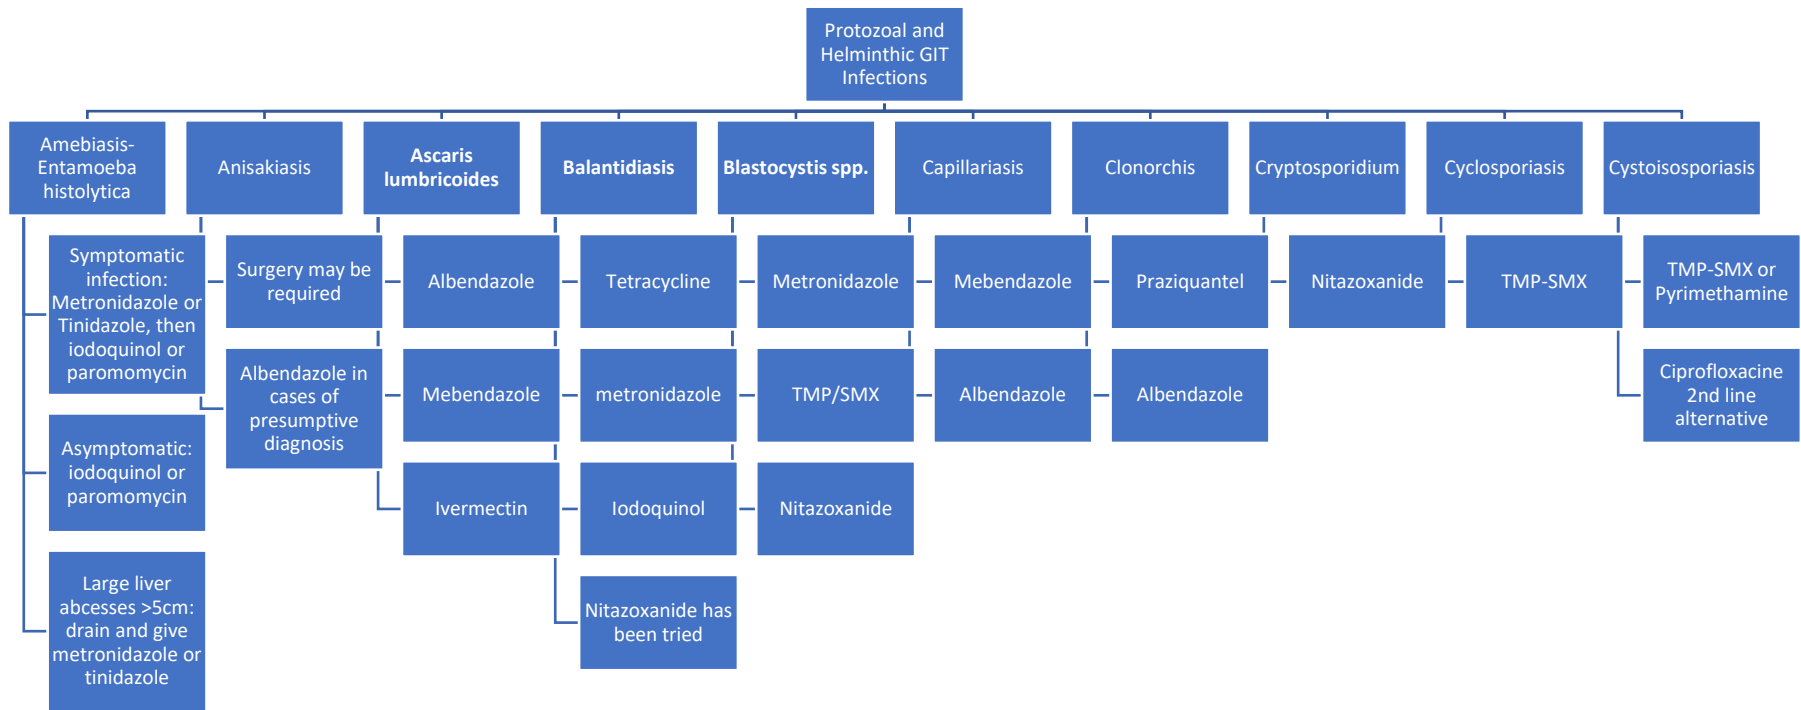 Protozoal and
Helminthic GIT
Infections
Amebiasis-
Entamoeba
histolytica
Symptomatic
infection:
Metronidazole or
Tinidazole, then
iodoquinol or
paromomycin
Asymptomatic:
iodoquinol or
paromomycin
Large liver
abcesses >5cm:
drain and give
metronidazole or
tinidazole
Anisakiasis
Surgery may be
required
Albendazole in
cases of
presumptive
diagnosis
Ascaris
lumbricoides
Albendazole
Mebendazole
Ivermectin
Balantidiasis
Tetracycline
metronidazole
Iodoquinol
Nitazoxanide has
been tried
Blastocystis spp.
Metronidazole
TMP/SMX
Nitazoxanide
Capillariasis
Mebendazole
Albendazole
Clonorchis
Praziquantel
Albendazole
Cryptosporidium
Nitazoxanide
Cyclosporiasis
TMP-SMX
Cystoisosporiasis
TMP-SMX or
Pyrimethamine
Ciprofloxacine
2nd line
alternative